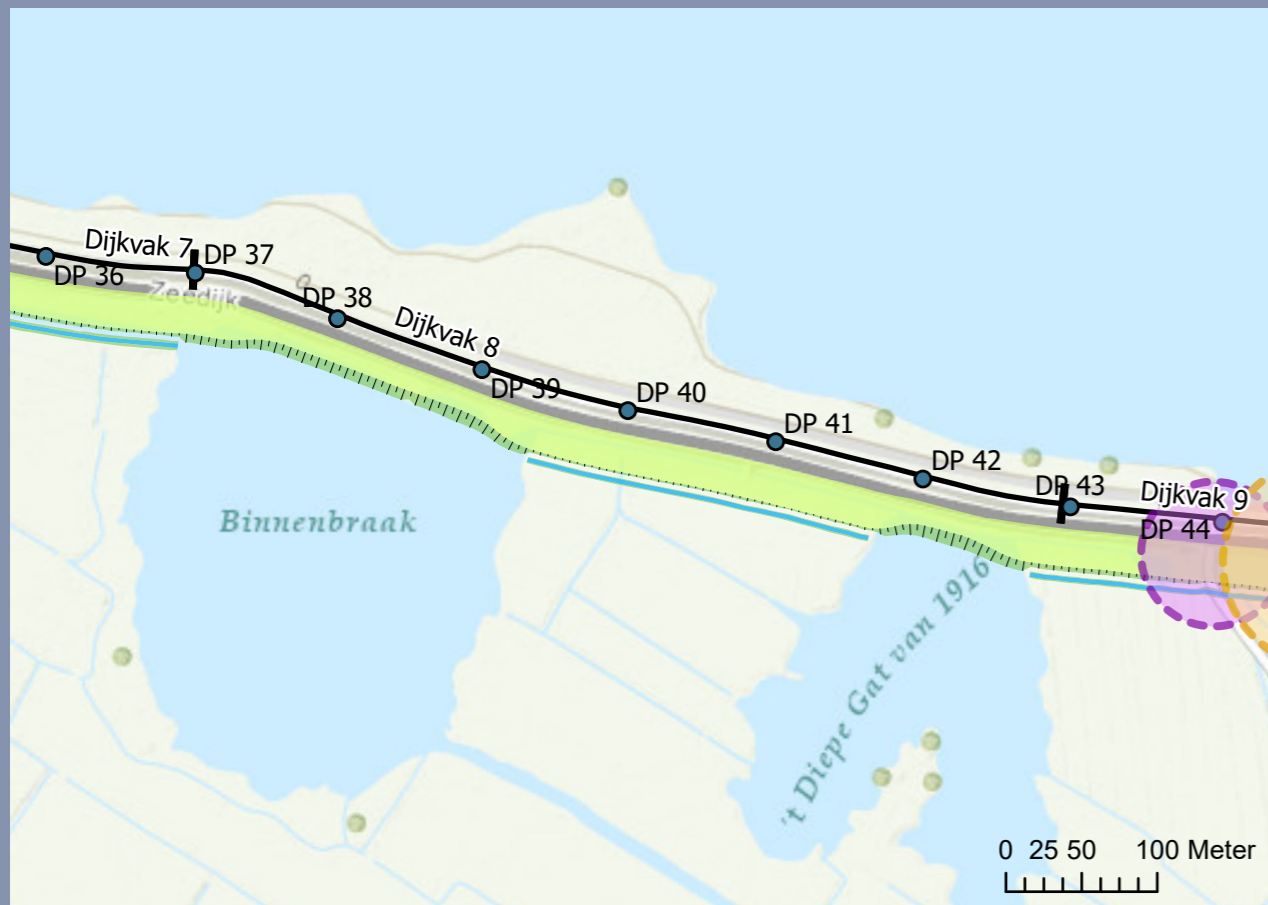 Dijkvak 7
DP 37
DP 36
Zeedijk
DP 38
Dijkvak 8
DP 39
DP 40
DP 41
DP 42
DP 43
Dijkvak 9
DP 44
Binnenbraak
't Diepe Gat van 1916
0 25 50 100 Meter